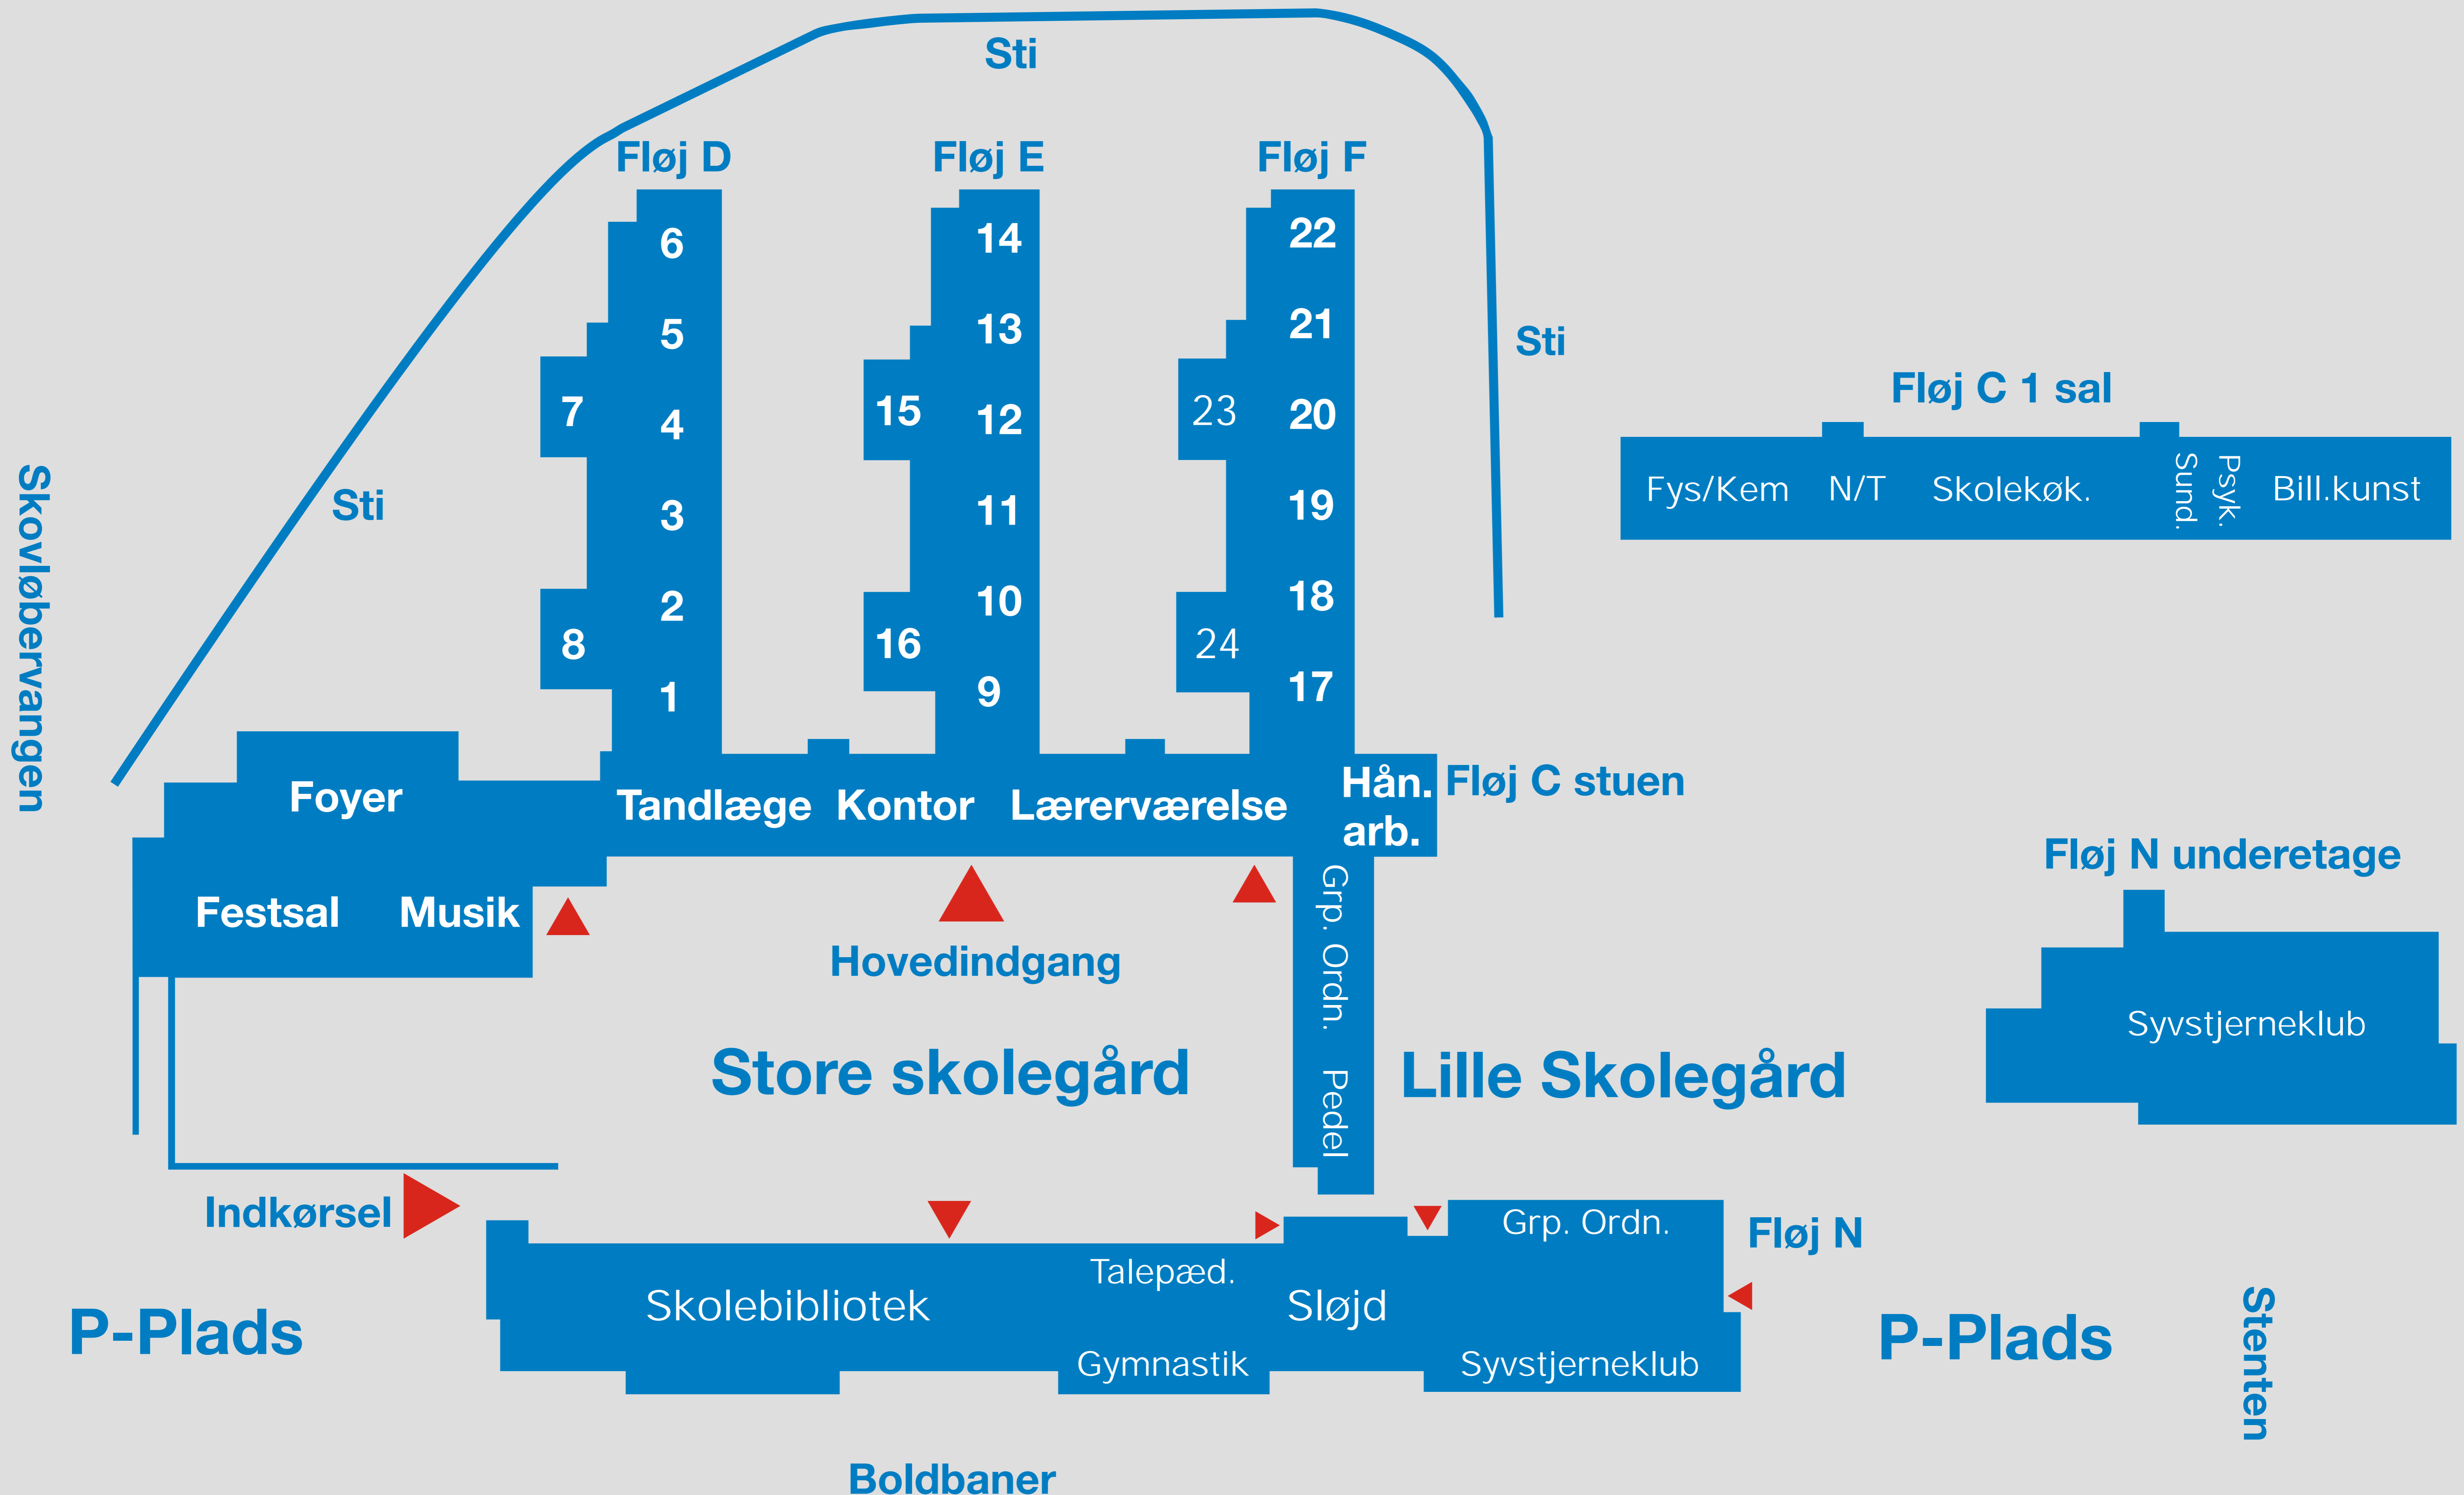 Sti
Fløj D
Fløj E
Fløj F
6
5
4
3
2
1
7
8
14
13
12
11
10
9
15
16
22
21
20
19
18
17
23
24
Sti
Sti
Skovløbervangen
Fløj C 1 sal
Fys/Kem
N/T
Skolekøk.
Sund.
Psyk.
Bill.kunst
Foyer
Festsal
Musik
Tandlæge
Kontor
Lærerværelse
Hån.
arb.
Fløj C stuen
Grp. Ordn.
Pedel
Hovedindgang
Store skolegård
Lille Skolegård
Fløj N underetage
Syvstjerneklub
Indkørsel
P-Plads
Skolebibliotek
Talepæd.
Gymnastik
Sløjd
Grp. Ordn.
Syvstjerneklub
Fløj N
P-Plads
Stenten
Boldbaner